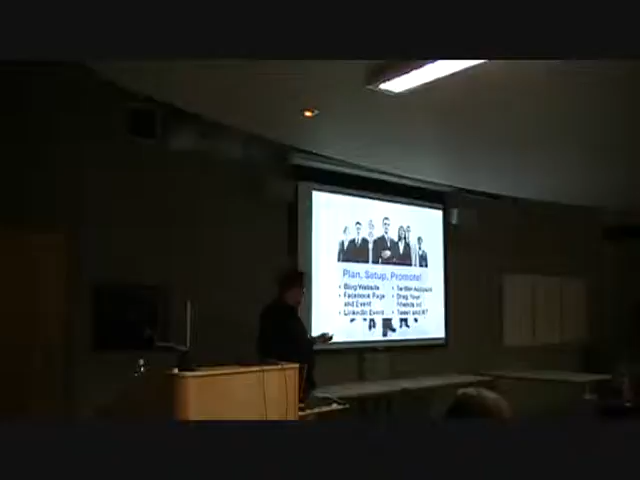 Plan, Setup, Promote!
• Blog/Website
• Facebook Page
and Event
• LinkedIn Event
• Twitter Account
• Drag Your
Friends in!
• Tweet and RT